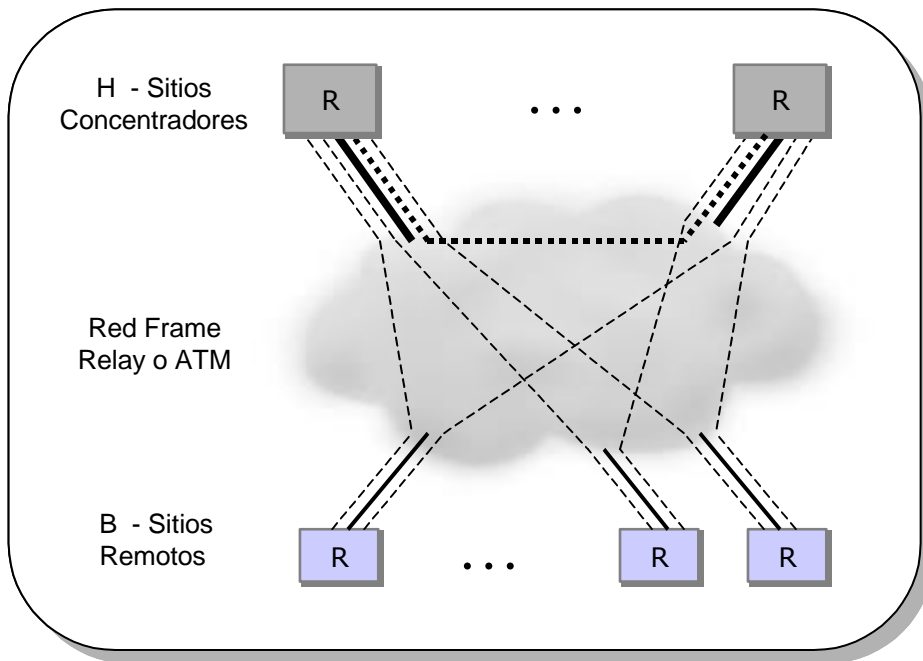 H - Sitios
Concentradores
R
. . .
R
Red Frame
Relay o ATM
B - Sitios
Remotos
R
. . .
R
R